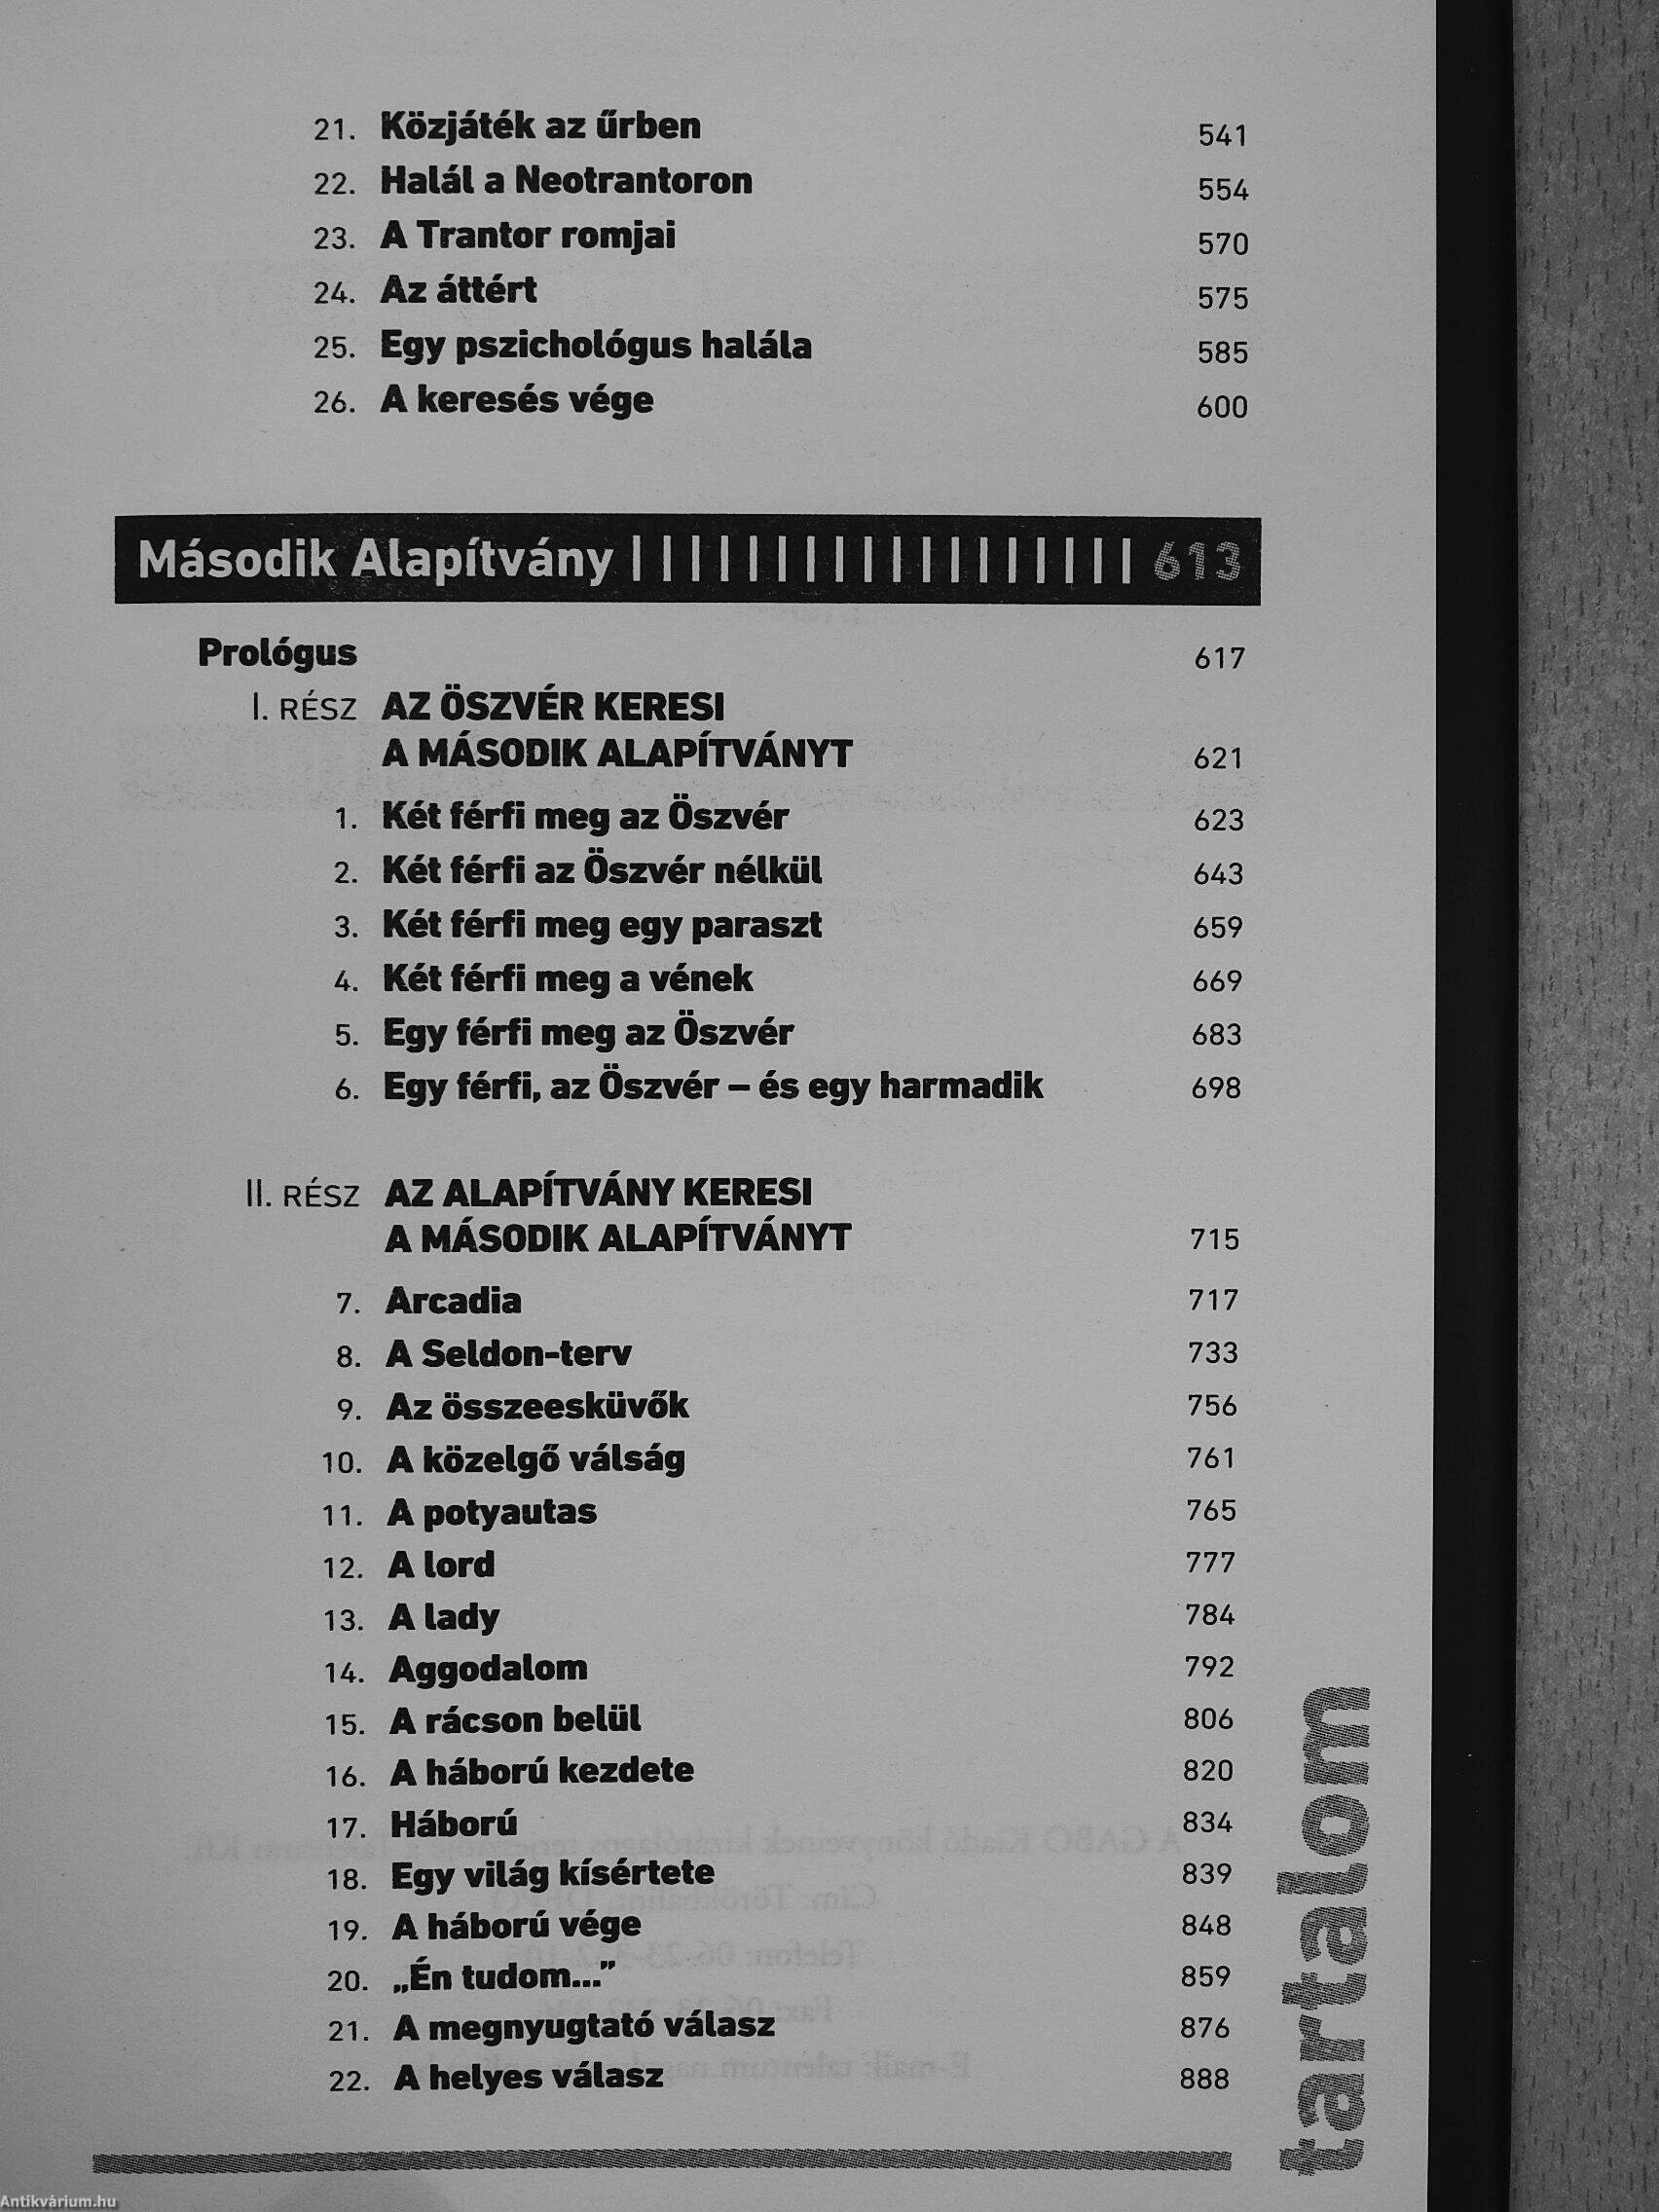 21. Közjáték az űrben 541
22. Halál a Neotrantoron 554
23. A Trantor romjai 570
24. Az áttért 575
25. Egy pszichológus halála 585
26. A keresés vége 600
Második Alapítvány 613
Prológus 617
I. RÉSZ AZ ÖSZVÉR KERESI
A MÁSODIK ALAPÍTVÁNYT 621
1. Két férfi meg az Öszvér 623
2. Két férfi az Öszvér nélkül 643
3. Két férfi meg egy paraszt 659
4. Két férfi meg a vének 669
5. Egy férfi meg az Öszvér 683
6. Egy férfi, az Öszvér – és egy harmadik 698
II. RÉSZ AZ ALAPÍTVÁNY KERESI
A MÁSODIK ALAPÍTVÁNYT 715
7. Arcadia 717
8. A Seldon-terv 733
9. Az összeesküvők 756
10. A közelgő válság 761
11. A potyautas 765
12. A lord 777
13. A lady 784
14. Aggodalom 792
15. A rácson belül 806
16. A háború kezdete 820
17. Háború 834
18. Egy világ kísértete 839
19. A háború vége 848
20. „Én tudom...” 859
21. A megnyugtató válasz 876
22. A helyes válasz 888
tartalom
Antikvárium.hu